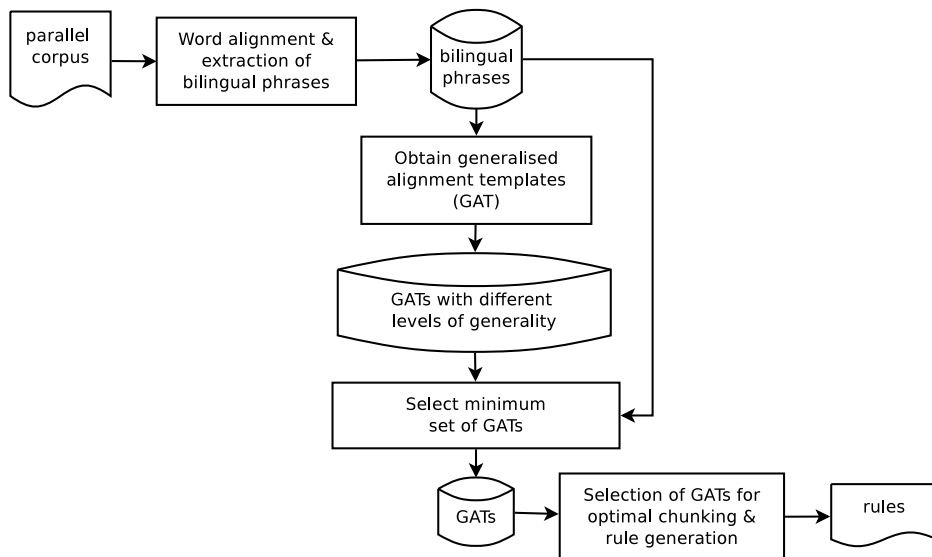 parallel
corpus
Word alignment &
extraction of
bilingual phrases
bilingual
phrases
Obtain generalised
alignment templates
(GAT)
GATs with different
levels of generality
Select minimum
set of GATs
GATs
Selection of GATs for
optimal chunking &
rule generation
rules